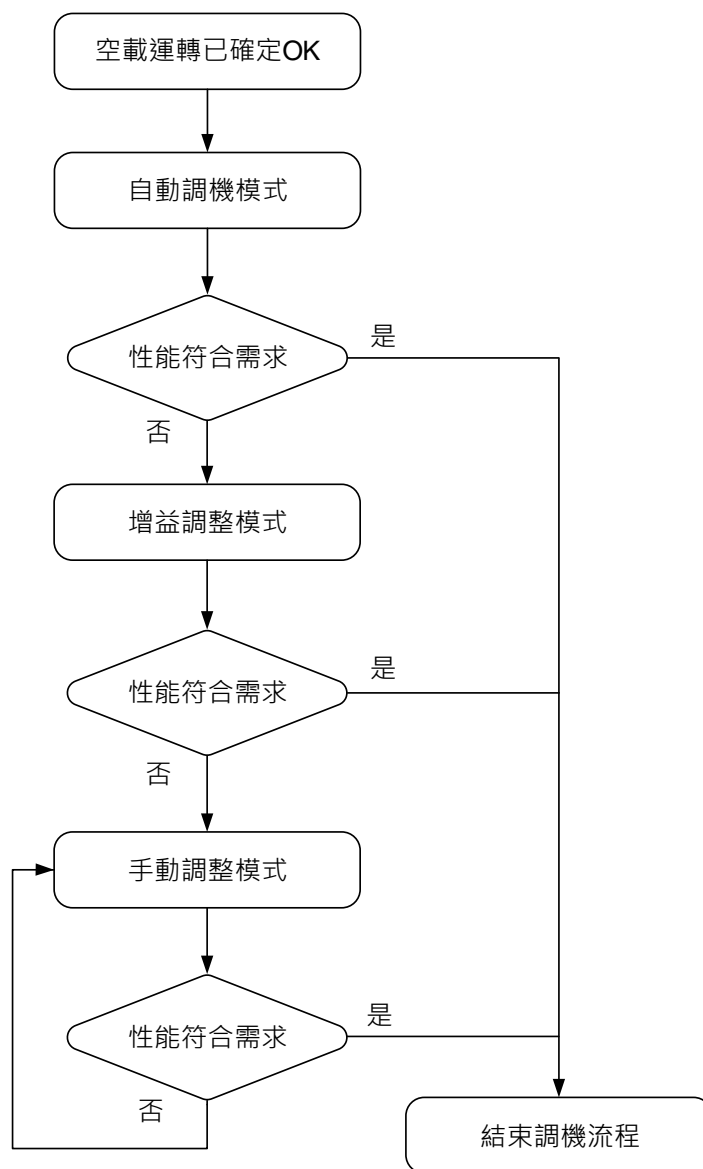 空載運轉已確定OK
自動調機模式
性能符合需求
是
否
增益調整模式
性能符合需求
是
否
手動調整模式
性能符合需求
是
否
結束調機流程